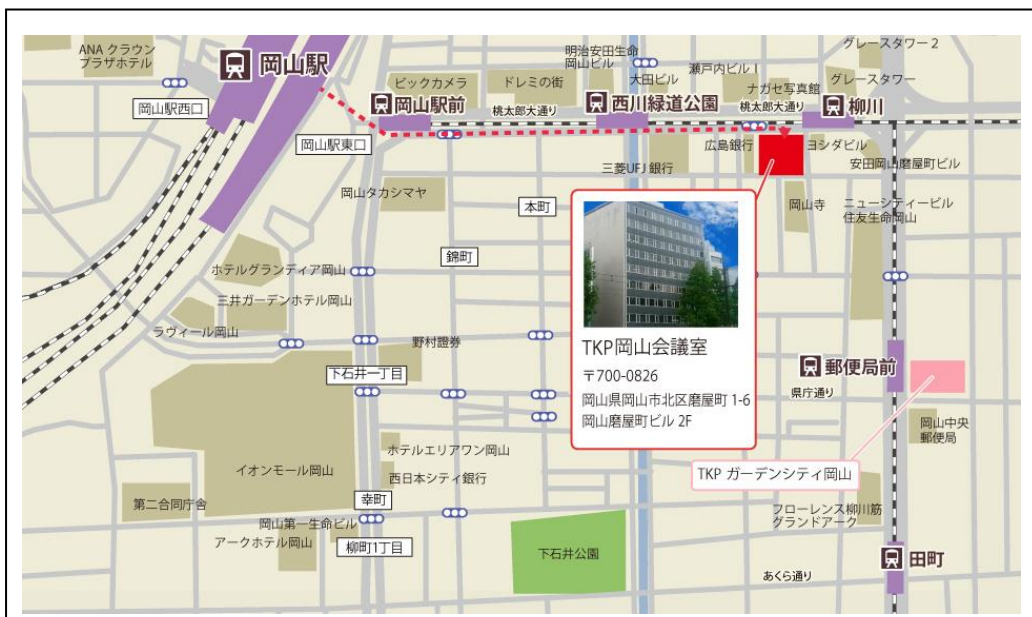 ANA クラウン
プラザホテル
岡山駅
岡山駅西口
岡山駅東口
ビックカメラ
岡山駅前
ドレミの街
桃太郎大通り
明治安田生命
岡山ビル
大田ビル
西川緑道公園
瀬戸内ビルⅠ
ナガセ写真館
桃太郎大通り
グレースタワー2
グレースタワー
柳川
広島銀行
ヨシダビル
三菱UFJ 銀行
安田岡山磨屋町ビル
岡山タカシマヤ
本町
岡山寺
ニューシティービル
住友生命岡山
錦町
ホテルグランディア岡山
三井ガーデンホテル岡山
ラヴィール岡山
野村證券
下石井一丁目
TKP岡山会議室
〒700-0826
岡山県岡山市北区磨屋町 1-6
岡山磨屋町ビル 2F
郵便局前
県庁通り
岡山中央
郵便局
TKP ガーデンシティ岡山
ホテルエリアワン岡山
西日本シティ銀行
イオンモール岡山
第二合同庁舎
幸町
岡山第一生命ビル
アークホテル岡山
柳町1丁目
下石井公園
フローレンス柳川筋
グランドアーク
田町
あくら通り